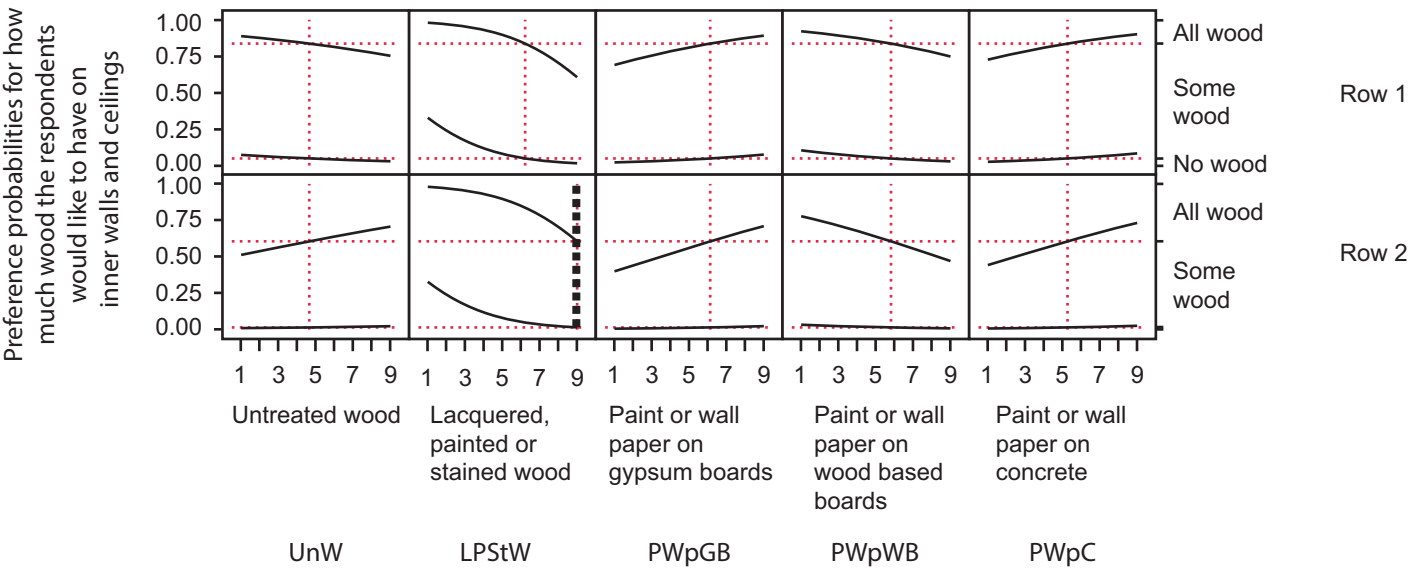 Preference probabilities for how
much wood the respondents
would like to have on
inner walls and ceilings
1.00
0.75
0.50
0.25
0.00
All wood
Some
wood
No wood
Row 1
1.00
0.75
0.50
0.25
0.00
All wood
Some
wood
Row 2
1 3 5 7 9 1 3 5 7 9 1 3 5 7 9 1 3 5 7 9 1 3 5 7 9
Untreated wood
Lacquered,
painted or
stained wood
Paint or wall
paper on
gypsum boards
Paint or wall
paper on
wood based
boards
Paint or wall
paper on
concrete
UnW LPStW PWpGB PWpWB PWpC